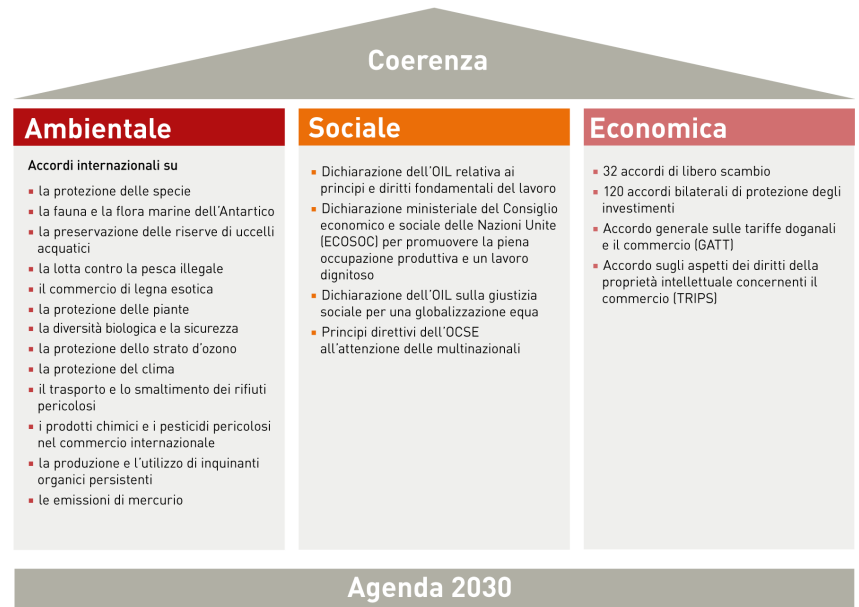 Coerenza
Ambientale
Accordi internazionali su
▪ la protezione delle specie
▪ la fauna e la flora marine dell'Antartico
▪ la preservazione delle riserve di uccelli
acquatici
▪ la lotta contro la pesca illegale
▪ il commercio di legna esotica
▪ la protezione delle piante
▪ la diversità biologica e la sicurezza
▪ la protezione dello strato d'ozono
▪ la protezione del clima
▪ il trasporto e lo smaltimento dei rifiuti
pericolosi
▪ i prodotti chimici e i pesticidi pericolosi
nel commercio internazionale
▪ la produzione e l'utilizzo di inquinanti
organici persistenti
▪ le emissioni di mercurio
Sociale
▪ Dichiarazione dell'OIL relativa ai
principi e diritti fondamentali del lavoro
▪ Dichiarazione ministeriale del Consiglio
economico e sociale delle Nazioni Unite
(ECOSOC) per promuovere la piena
occupazione produttiva e un lavoro
dignitoso
▪ Dichiarazione dell'OIL sulla giustizia
sociale per una globalizzazione equa
▪ Principi direttivi dell'OCSE
all'attenzione delle multinazionali
Economica
▪ 32 accordi di libero scambio
▪ 120 accordi bilaterali di protezione degli
investimenti
▪ Accordo generale sulle tariffe doganali
e il commercio (GATT)
▪ Accordo sugli aspetti dei diritti della
proprietà intellettuale concernenti il
commercio (TRIPS)
Agenda 2030